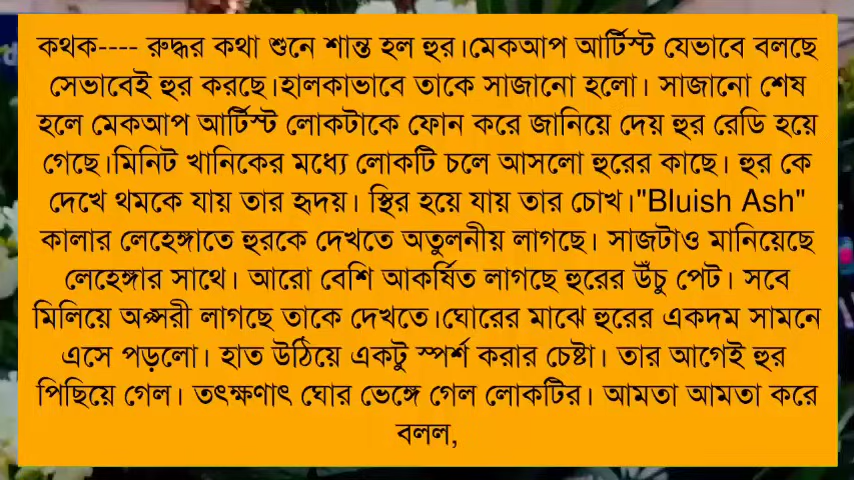 কথক---- রুদ্ধর কথা শুনে শান্ত হল হুর।মেকআপ আর্টিস্ট যেভাবে বলছে
সেভাবেই হুর করছে।হালকাভাবে তাকে সাজানো হলো। সাজানো শেষ
হলে মেকআপ আর্টিস্ট লোকটাকে ফোন করে জানিয়ে দেয় হুর রেডি হয়ে
গেছে।মিনিট খানিকের মধ্যে লোকটি চলে আসলো হুরের কাছে। হুর কে
দেখে থমকে যায় তার হৃদয়। স্থির হয়ে যায় তার চোখ।"Bluish Ash"
কালার লেহেঙ্গাতে হুরকে দেখতে অতুলনীয় লাগছে। সাজটাও মানিয়েছে
লেহেঙ্গার সাথে। আরো বেশি আকর্ষিত লাগছে হুরের উঁচু পেট। সবে
মিলিয়ে অপ্সরী লাগছে তাকে দেখতে।ঘোরের মাঝে হুরের একদম সামনে
এসে পড়লো। হাত উঠিয়ে একটু স্পর্শ করার চেষ্টা। তার আগেই হুর
পিছিয়ে গেল। তৎক্ষণাৎ ঘোর ভেঙ্গে গেল লোকটির। আমতা আমতা করে
বলল,